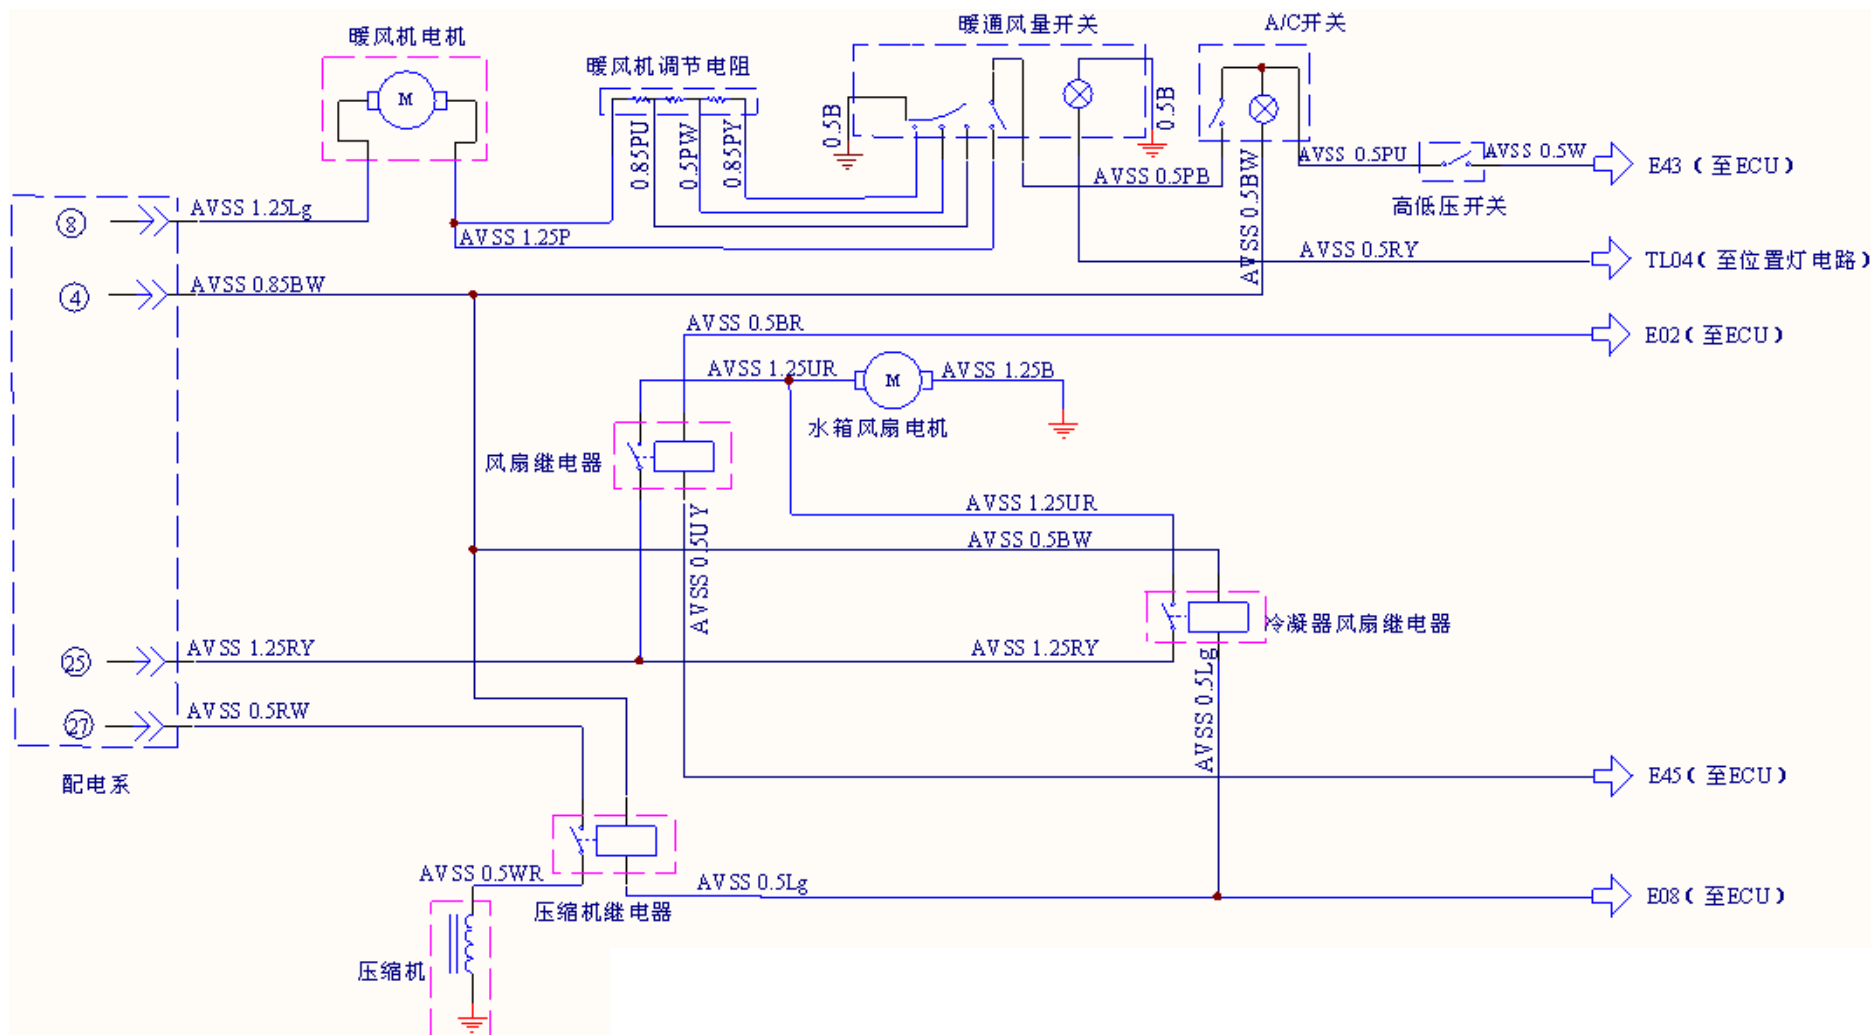 暖通风量开关
A/C开关
暖风机电机
暖风机调节电阻
M
0.5B
0.5B
0.85PU
0.5PW
0.85PY
AVSS 0.5PU
AVSS 0.5W
E43（至ECU）
AVSS 0.5PB
AVSS 0.5BW
高低压开关
8
AVSS 1.25Lg
AVSS 1.25P
AVSS 0.5RY
TL04（至位置灯电路）
4
AVSS 0.85BW
AVSS 0.5BR
E02（至ECU）
AVSS 1.25UR
M
AVSS 1.25B
水箱风扇电机
风扇继电器
AVSS 1.25UR
AVSS 0.5UY
AVSS 0.5BW
冷凝器风扇继电器
25
AVSS 1.25RY
AVSS 1.25RY
AVSS 0.5Lg
27
AVSS 0.5RW
配电系
E45（至ECU）
AVSS 0.5WR
AVSS 0.5Lg
E08（至ECU）
压缩机继电器
压缩机